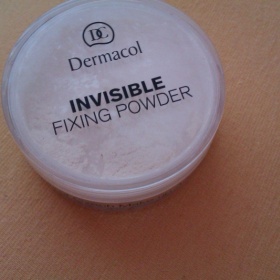 DC
Dermacol
INVISIBLE
FIXING POWDER